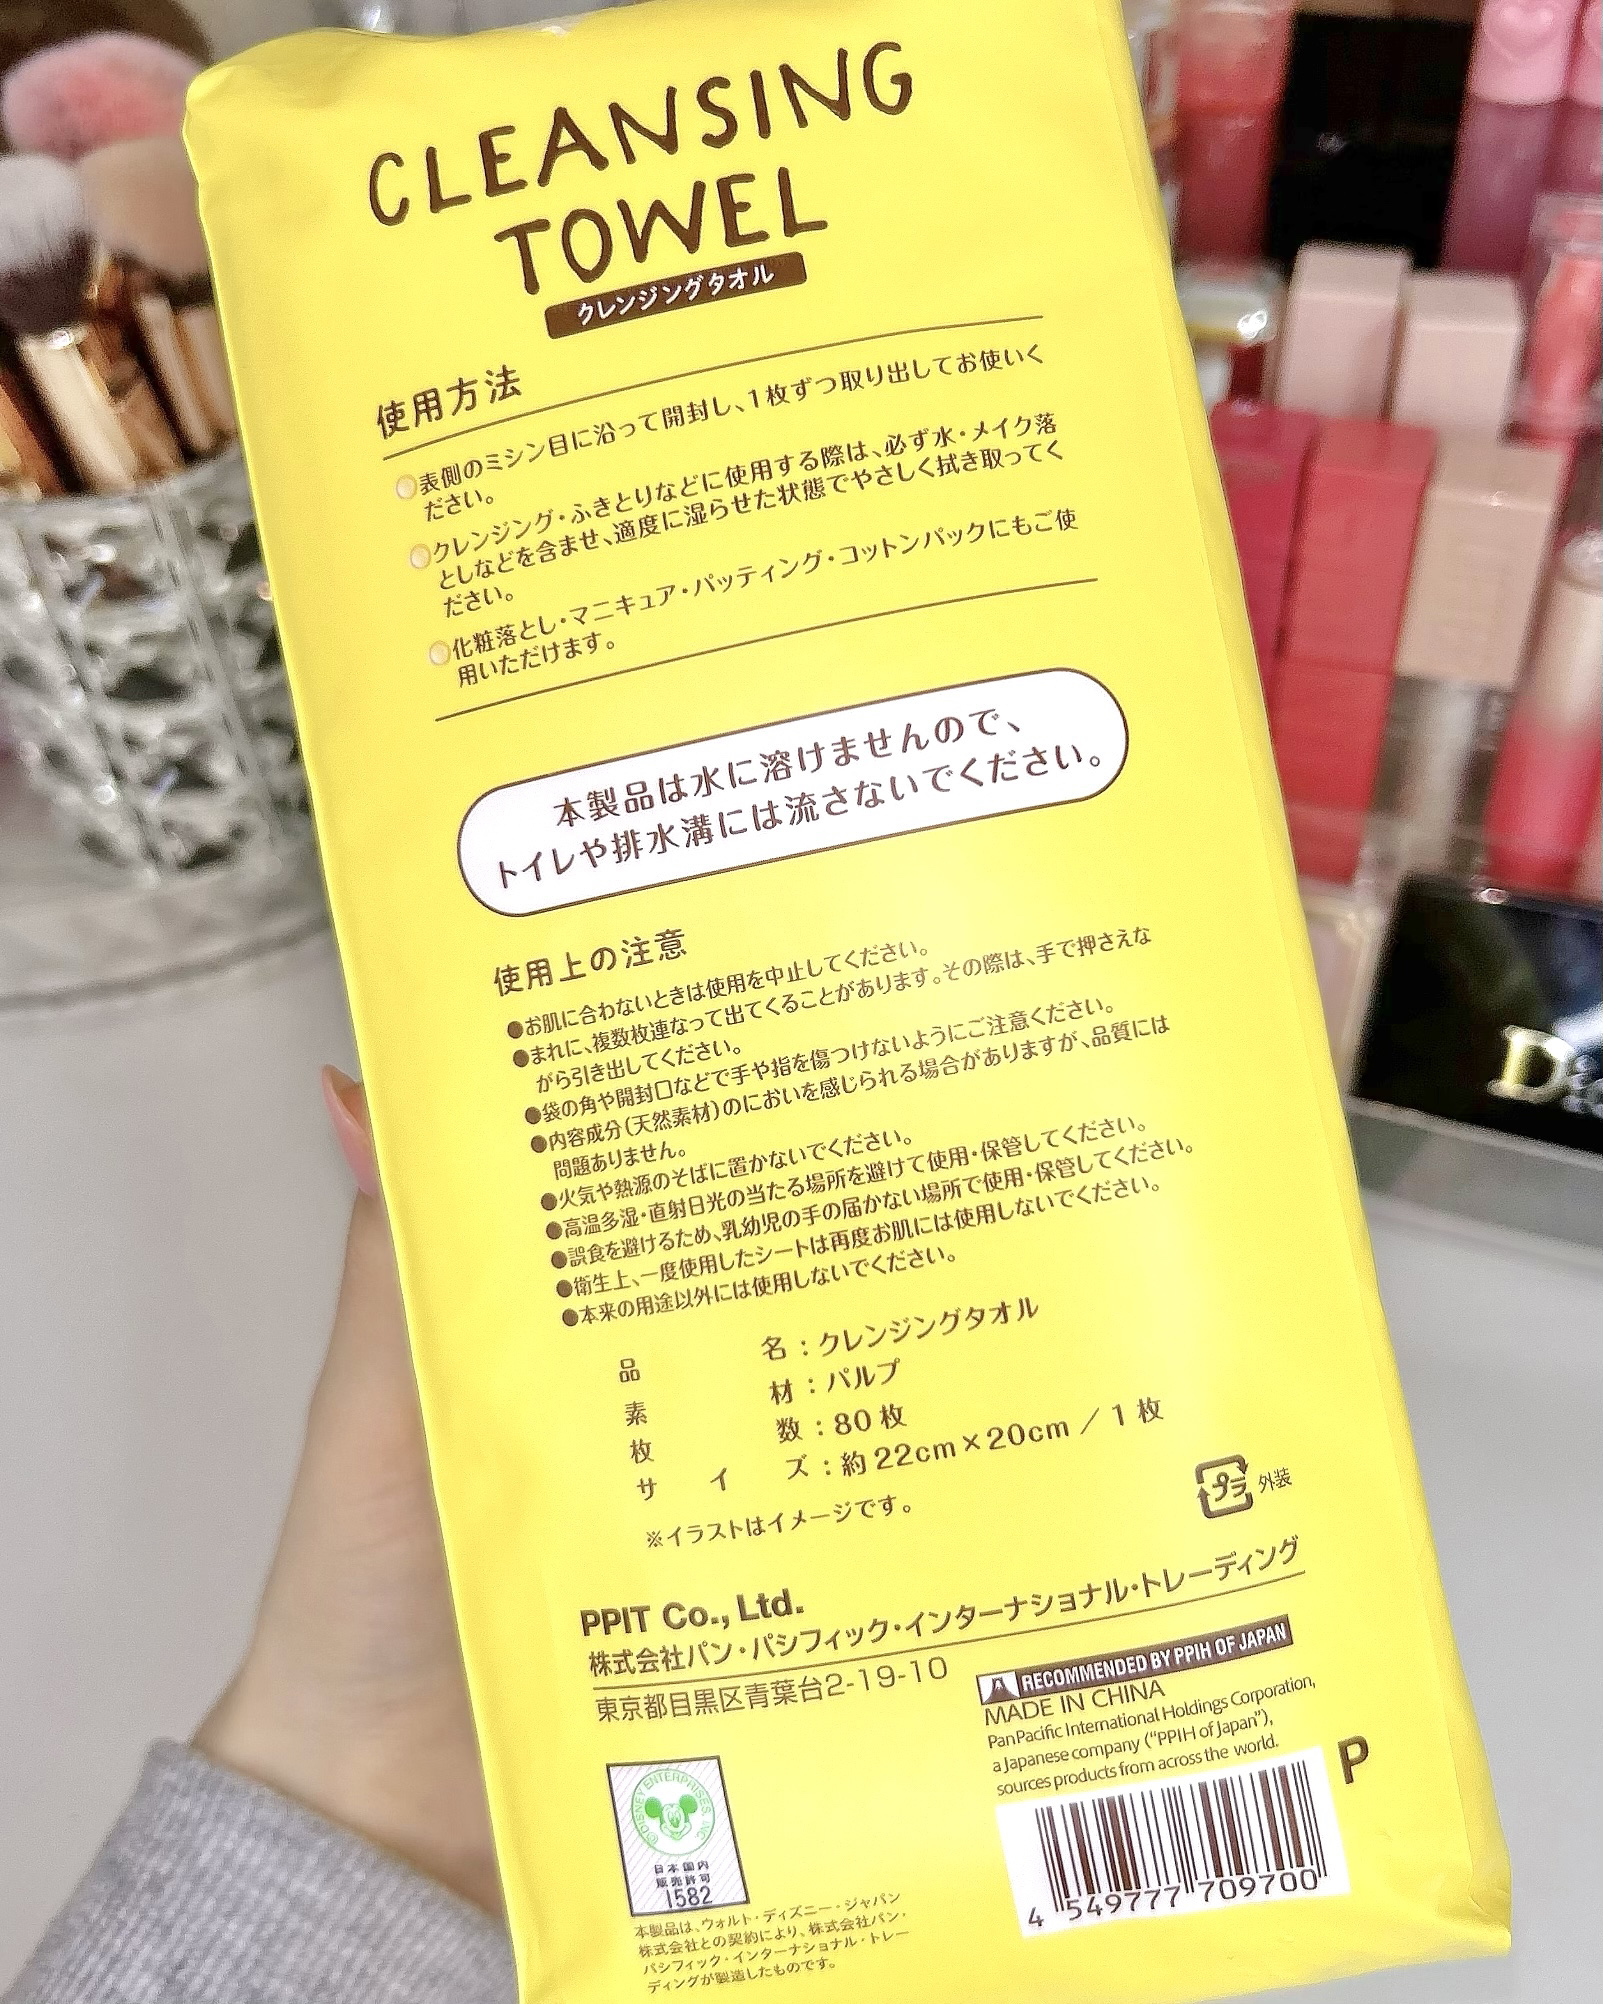 CLEANSING
TOWEL
クレンジングタオル
使用方法
表側のミシン目に沿って開封し、1枚ずつ取り出してお使いく
ださい。
クレンジング・ふきとりなどに使用する際は、必ず水・メイク落
としなどを含ませ、適度に湿らせた状態でやさしく拭き取ってく
ださい。
化粧落とし・マニキュア・パッティング・コットンパックにもご使
用いただけます。
本製品は水に溶けませんので、
トイレや排水溝には流さないでください。
使用上の注意
●お肌に合わないときは使用を中止してください。
●まれに、複数枚連なって出てくることがあります。その際は、手で押さえな
がら引き出してください。
●袋の角や開封口などで手や指を傷つけないようにご注意ください。
●内容成分(天然素材)のにおいを感じられる場合がありますが、品質には
問題ありません。
●火気や熱源のそばに置かないでください。
●高温多湿・直射日光の当たる場所を避けて使用・保管してください。
●誤食を避けるため、乳幼児の手の届かない場所で使用・保管してください。
●衛生上、一度使用したシートは再度お肌には使用しないでください。
●本来の用途以外には使用しないでください。
品名：クレンジングタオル
素材：パルプ
枚数：80枚
サイズ：約22cm×20cm／1枚
※イラストはイメージです。
プラ 外装
PPIT Co., Ltd.
株式会社パン・パシフィック・インターナショナル・トレーディング
東京都目黒区青葉台2-19-10
RECOMMENDED BY PPIH OF JAPAN
MADE IN CHINA
Pan Pacific International Holdings Corporation,
a Japanese company ("PPIH of Japan"),
sources products from across the world.
P
4 549777 709700
©DISNEY ENTERPRISES, INC.
日本国内
販売許可
1582
本製品は、ウォルト・ディズニー・ジャパン
株式会社との契約により、株式会社パン・
パシフィック・インターナショナル・トレー
ディングが製造したものです。